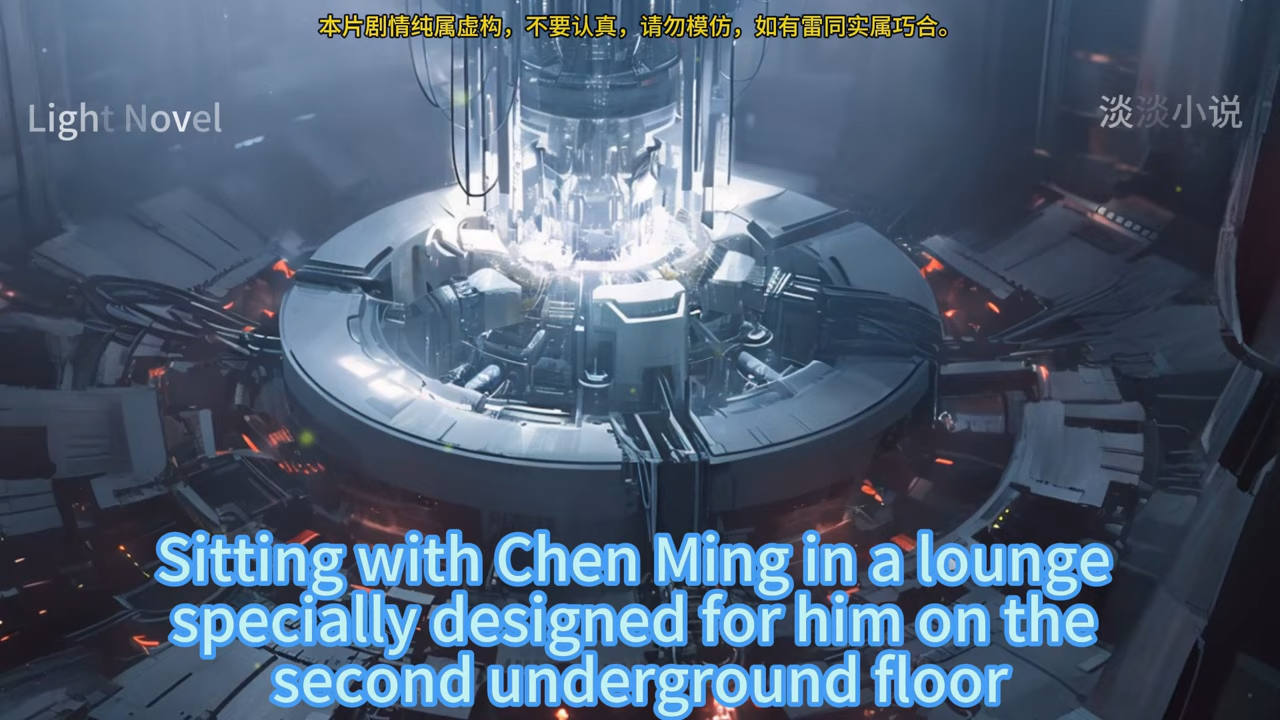 本片剧情纯属虚构，不要认真，请勿模仿，如有雷同实属巧合。
Light Novel
淡淡小说
Sitting with Chen Ming in a lounge
specially designed for him on the
second underground floor